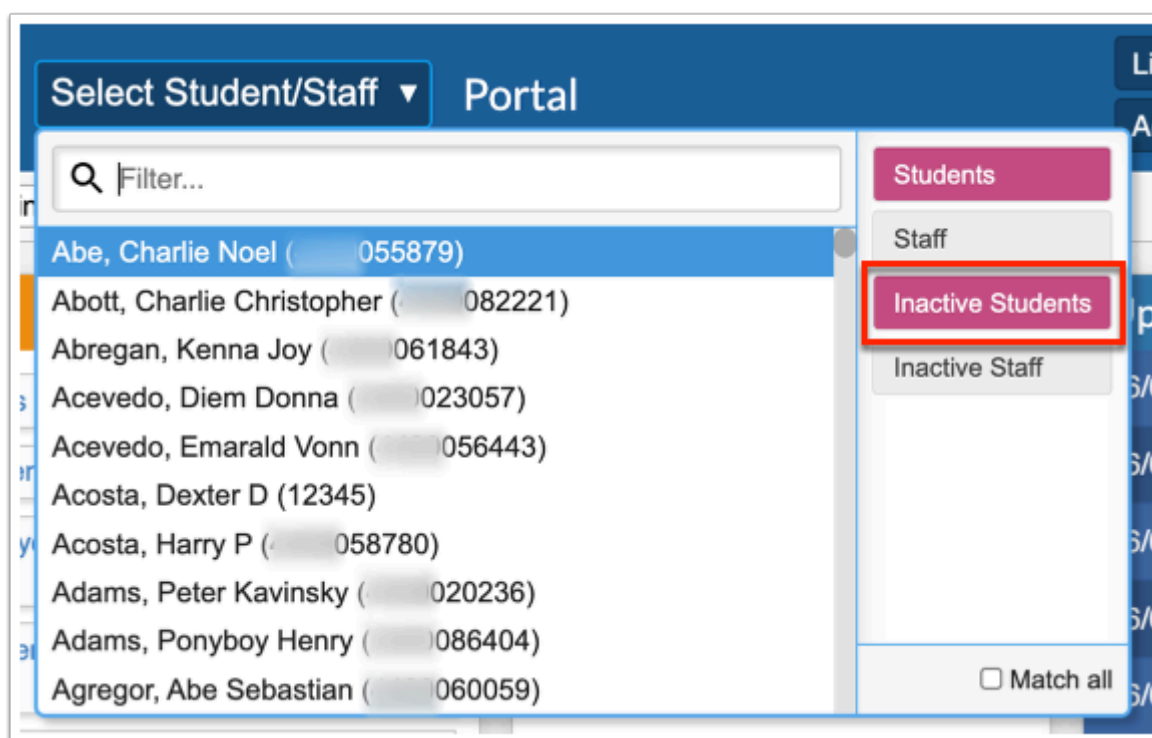 Select Student/Staff ▼ Portal
Filter...
Abe, Charlie Noel ( 055879)
Abott, Charlie Christopher ( 082221)
Abregan, Kenna Joy ( 061843)
Acevedo, Diem Donna ( 023057)
Acevedo, Emarald Vonn ( 056443)
Acosta, Dexter D (12345)
Acosta, Harry P ( 058780)
Adams, Peter Kavinsky ( 020236)
Adams, Ponyboy Henry ( 086404)
Agregor, Abe Sebastian ( 060059)
Students
Staff
Inactive Students
Inactive Staff
Match all